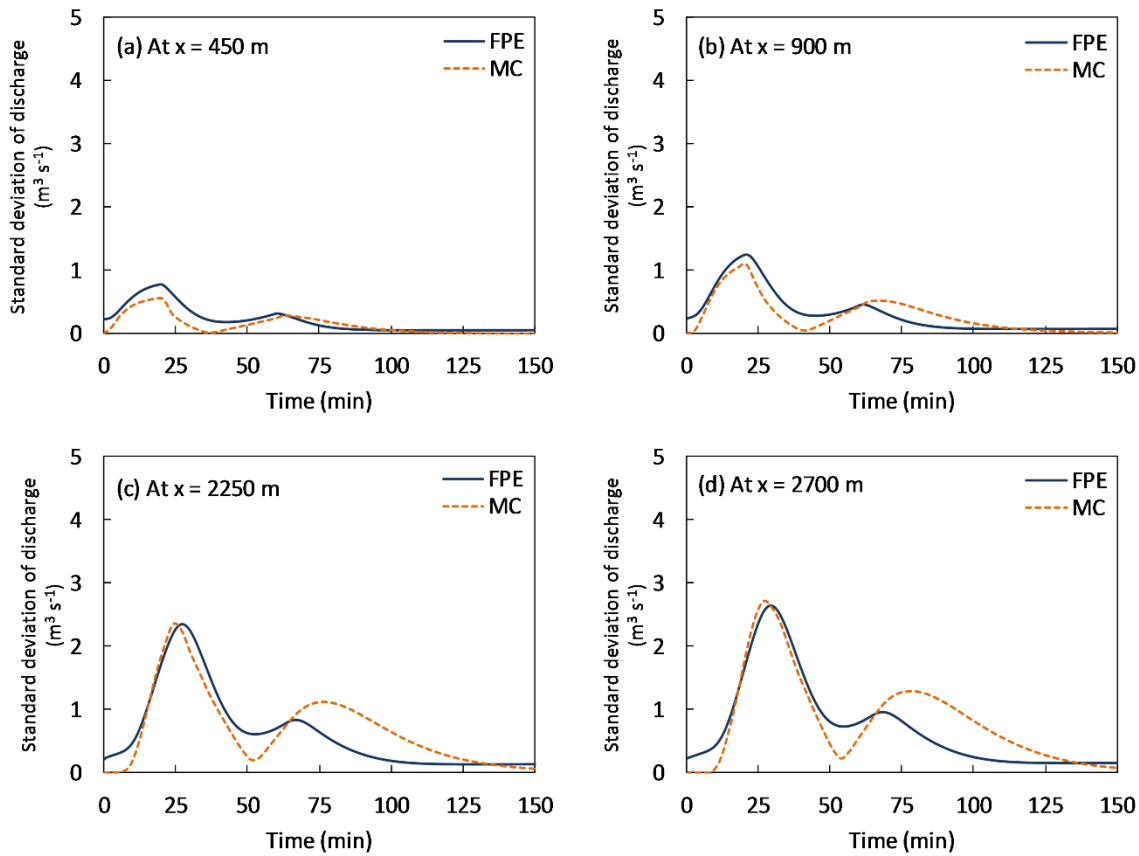 (a) At x = 450 m
FPE
MC
Standard deviation of discharge
(m³ s⁻¹)
5
4
3
2
1
0
0 25 50 75 100 125 150
Time (min)
(b) At x = 900 m
FPE
MC
Standard deviation of discharge
(m³ s⁻¹)
5
4
3
2
1
0
0 25 50 75 100 125 150
Time (min)
(c) At x = 2250 m
FPE
MC
Standard deviation of discharge
(m³ s⁻¹)
5
4
3
2
1
0
0 25 50 75 100 125 150
Time (min)
(d) At x = 2700 m
FPE
MC
Standard deviation of discharge
(m³ s⁻¹)
5
4
3
2
1
0
0 25 50 75 100 125 150
Time (min)